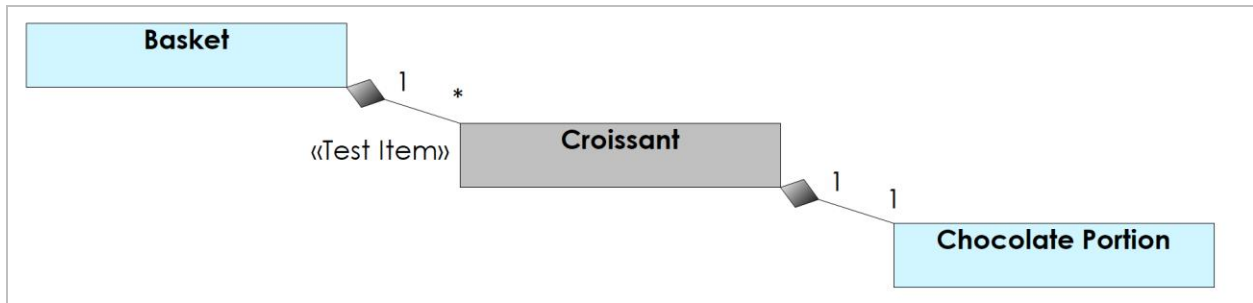 Basket
1
*
«Test Item»
Croissant
1
1
Chocolate Portion